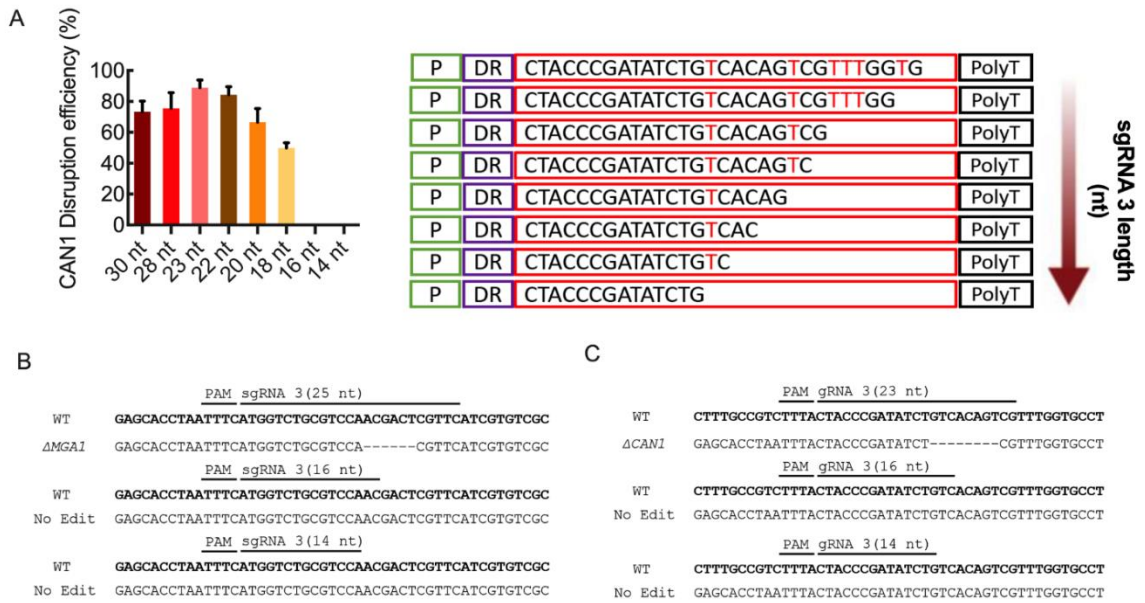 A
CAN1 Disruption efficiency (%)
100
80
60
40
20
0
30 nt
28 nt
23 nt
22 nt
20 nt
18 nt
16 nt
14 nt
P DR CTACCCGATATCTGTCACAGTCGTTTGGTG PolyT
P DR CTACCCGATATCTGTCACAGTCGTTTGG PolyT
P DR CTACCCGATATCTGTCACAGTCG PolyT
P DR CTACCCGATATCTGTCACAGTC PolyT
P DR CTACCCGATATCTGTCACAG PolyT
P DR CTACCCGATATCTGTCAC PolyT
P DR CTACCCGATATCTGTC PolyT
P DR CTACCCGATATCTG PolyT
sgRNA 3 length
(nt)
B
PAM sgRNA 3(25 nt)
WT GAGCACCTAATTTCATGGTCTGCGTCCAACGACTCGTTCATCGTGTCGC
ΔMGA1 GAGCACCTAATTTCATGGTCTGCGTCCA------CGTTCATCGTGTCGC
PAM sgRNA 3(16 nt)
WT GAGCACCTAATTTCATGGTCTGCGTCCAACGACTCGTTCATCGTGTCGC
No Edit GAGCACCTAATTTCATGGTCTGCGTCCAACGACTCGTTCATCGTGTCGC
PAM sgRNA 3(14 nt)
WT GAGCACCTAATTTCATGGTCTGCGTCCAACGACTCGTTCATCGTGTCGC
No Edit GAGCACCTAATTTCATGGTCTGCGTCCAACGACTCGTTCATCGTGTCGC
C
PAM gRNA 3(23 nt)
WT CTTTGCCGTCTTTACTACCCGATATCTGTCACAGTCGTTTGGTGCCT
ΔCAN1 GAGCACCTAATTTACTACCCGATATCT--------CGTTTGGTGCCT
PAM gRNA 3(16 nt)
WT CTTTGCCGTCTTTACTACCCGATATCTGTCACAGTCGTTTGGTGCCT
No Edit GAGCACCTAATTTACTACCCGATATCTGTCACAGTCGTTTGGTGCCT
PAM gRNA 3(14 nt)
WT CTTTGCCGTCTTTACTACCCGATATCTGTCACAGTCGTTTGGTGCCT
No Edit GAGCACCTAATTTACTACCCGATATCTGTCACAGTCGTTTGGTGCCT